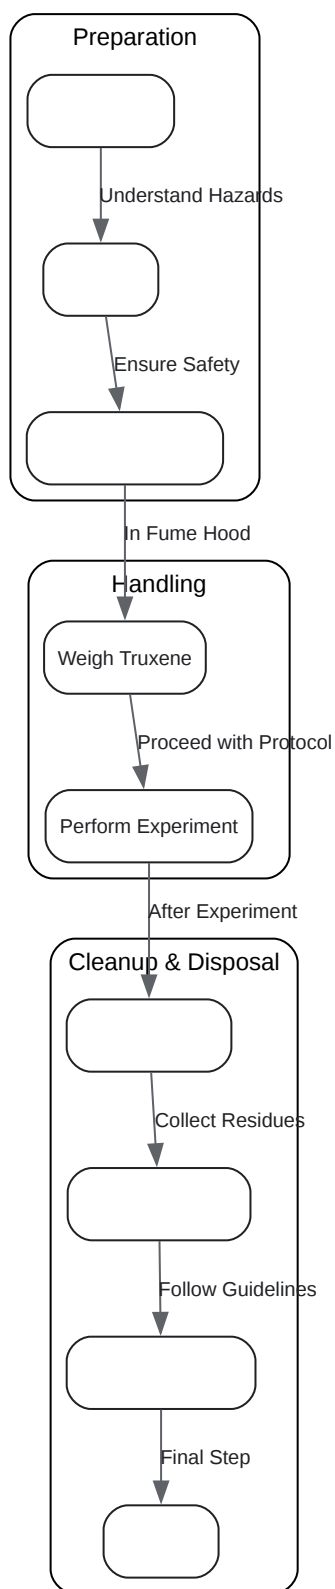 Preparation
Understand Hazards
Ensure Safety
In Fume Hood
Handling
Weigh Truxene
Proceed with Protocol
Perform Experiment
After Experiment
Cleanup & Disposal
Collect Residues
Follow Guidelines
Final Step